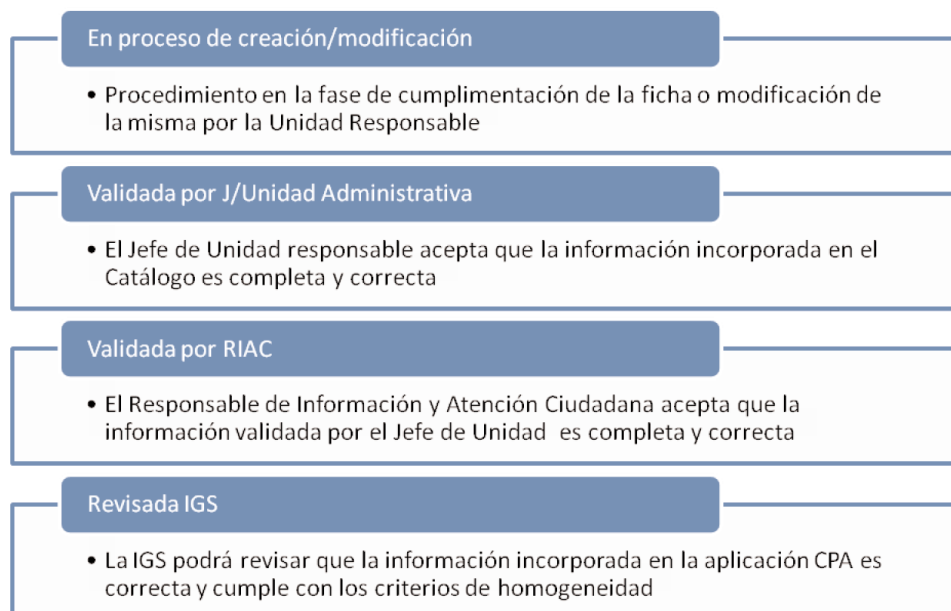 En proceso de creación/modificación
• Procedimiento en la fase de cumplimentación de la ficha o modificación de
la misma por la Unidad Responsable
Validada por J/Unidad Administrativa
• El Jefe de Unidad responsable acepta que la información incorporada en el
Catálogo es completa y correcta
Validada por RIAC
• El Responsable de Información y Atención Ciudadana acepta que la
información validada por el Jefe de Unidad es completa y correcta
Revisada IGS
• La IGS podrá revisar que la información incorporada en la aplicación CPA es
correcta y cumple con los criterios de homogeneidad